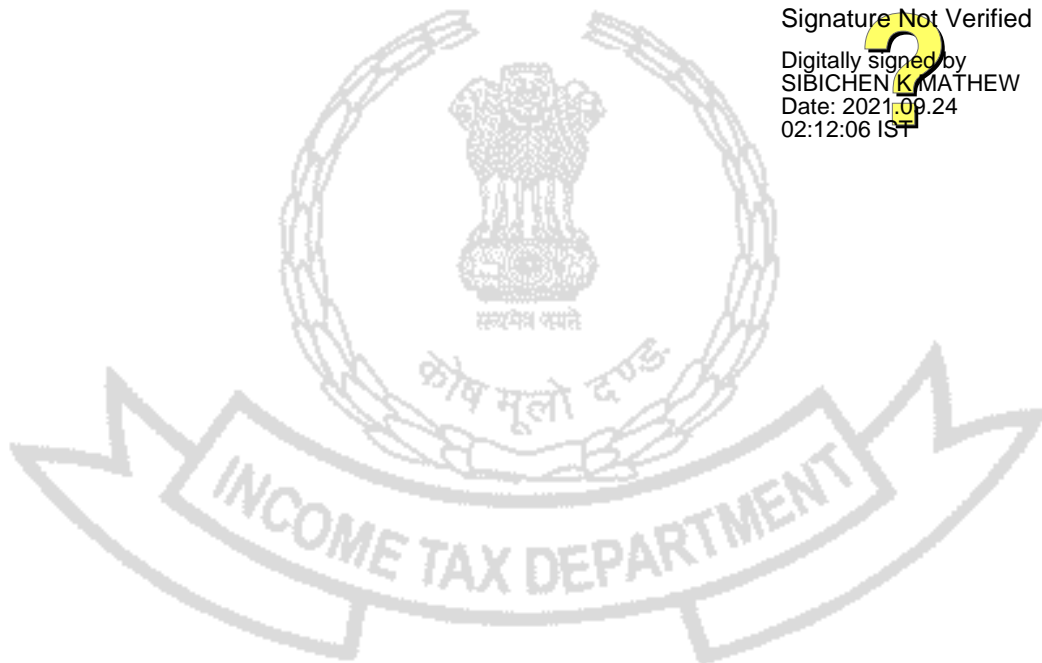 Signature Not Verified
Digitally signed by
SIBICHEN K MATHEW
Date: 2021.09.24
02:12:06 IST
सत्यमेव जयते
कोष मूलो दण्डः
INCOME TAX DEPARTMENT